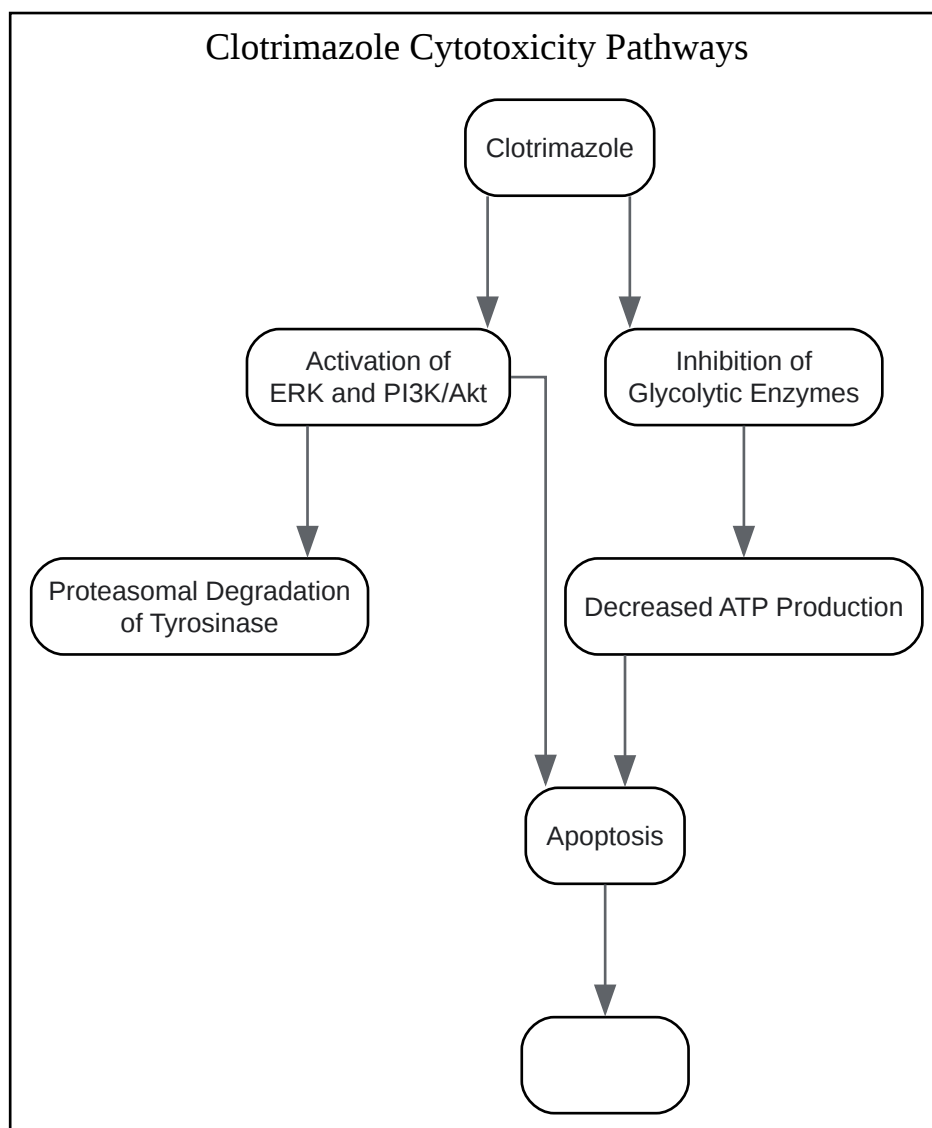 Clotrimazole Cytotoxicity Pathways
Clotrimazole
Activation of
ERK and PI3K/Akt
Inhibition of
Glycolytic Enzymes
Proteasomal Degradation
of Tyrosinase
Decreased ATP Production
Apoptosis